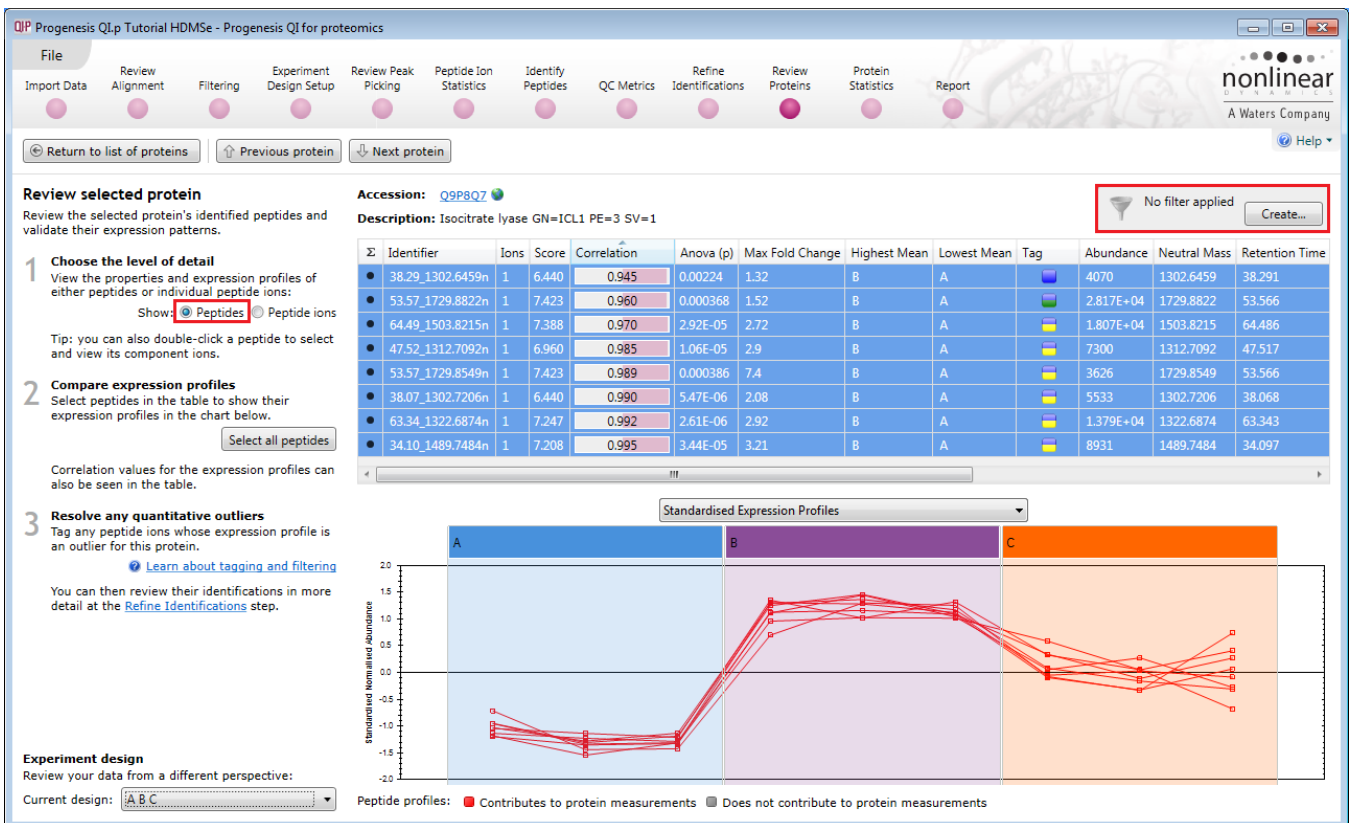 Progenesis QI.p Tutorial HDMSe - Progenesis QI for proteomics
File
Import Data
Review Alignment
Filtering
Experiment Design Setup
Review Peak Picking
Peptide Ion Statistics
Identify Peptides
QC Metrics
Refine Identifications
Review Proteins
Protein Statistics
Report
nonlinear
DYNAMICS
A Waters Company
Return to list of proteins
Previous protein
Next protein
Help
Review selected protein
Review the selected protein's identified peptides and
validate their expression patterns.
1 Choose the level of detail
View the properties and expression profiles of
either peptides or individual peptide ions:
Show: Peptides Peptide ions
Tip: you can also double-click a peptide to select
and view its component ions.
2 Compare expression profiles
Select peptides in the table to show their
expression profiles in the chart below.
Select all peptides
Correlation values for the expression profiles can
also be seen in the table.
3 Resolve any quantitative outliers
Tag any peptide ions whose expression profile is
an outlier for this protein.
Learn about tagging and filtering
You can then review their identifications in more
detail at the Refine Identifications step.
Experiment design
Review your data from a different perspective:
Current design: A B C
Accession: Q9P8Q7
Description: Isocitrate lyase GN=ICL1 PE=3 SV=1
No filter applied
Create...
Σ Identifier Ions Score Correlation Anova (p) Max Fold Change Highest Mean Lowest Mean Tag Abundance Neutral Mass Retention Time
38.29_1302.6459n 1 6.440 0.945 0.00224 1.32 B A 4070 1302.6459 38.291
53.57_1729.8822n 1 7.423 0.960 0.000368 1.52 B A 2.817E+04 1729.8822 53.566
64.49_1503.8215n 1 7.388 0.970 2.92E-05 2.72 B A 1.807E+04 1503.8215 64.486
47.52_1312.7092n 1 6.960 0.985 1.06E-05 2.9 B A 7300 1312.7092 47.517
53.57_1729.8549n 1 7.423 0.989 0.000386 7.4 B A 3626 1729.8549 53.566
38.07_1302.7206n 1 6.440 0.990 5.47E-06 2.08 B A 5533 1302.7206 38.068
63.34_1322.6874n 1 7.247 0.992 2.61E-06 2.92 B A 1.379E+04 1322.6874 63.343
34.10_1489.7484n 1 7.208 0.995 3.44E-05 3.21 B A 8931 1489.7484 34.097
Standardised Expression Profiles
A B C
Standardised Normalised Abundance
2.0
1.5
1.0
0.5
0.0
-0.5
-1.0
-1.5
-2.0
Peptide profiles: Contributes to protein measurements Does not contribute to protein measurements